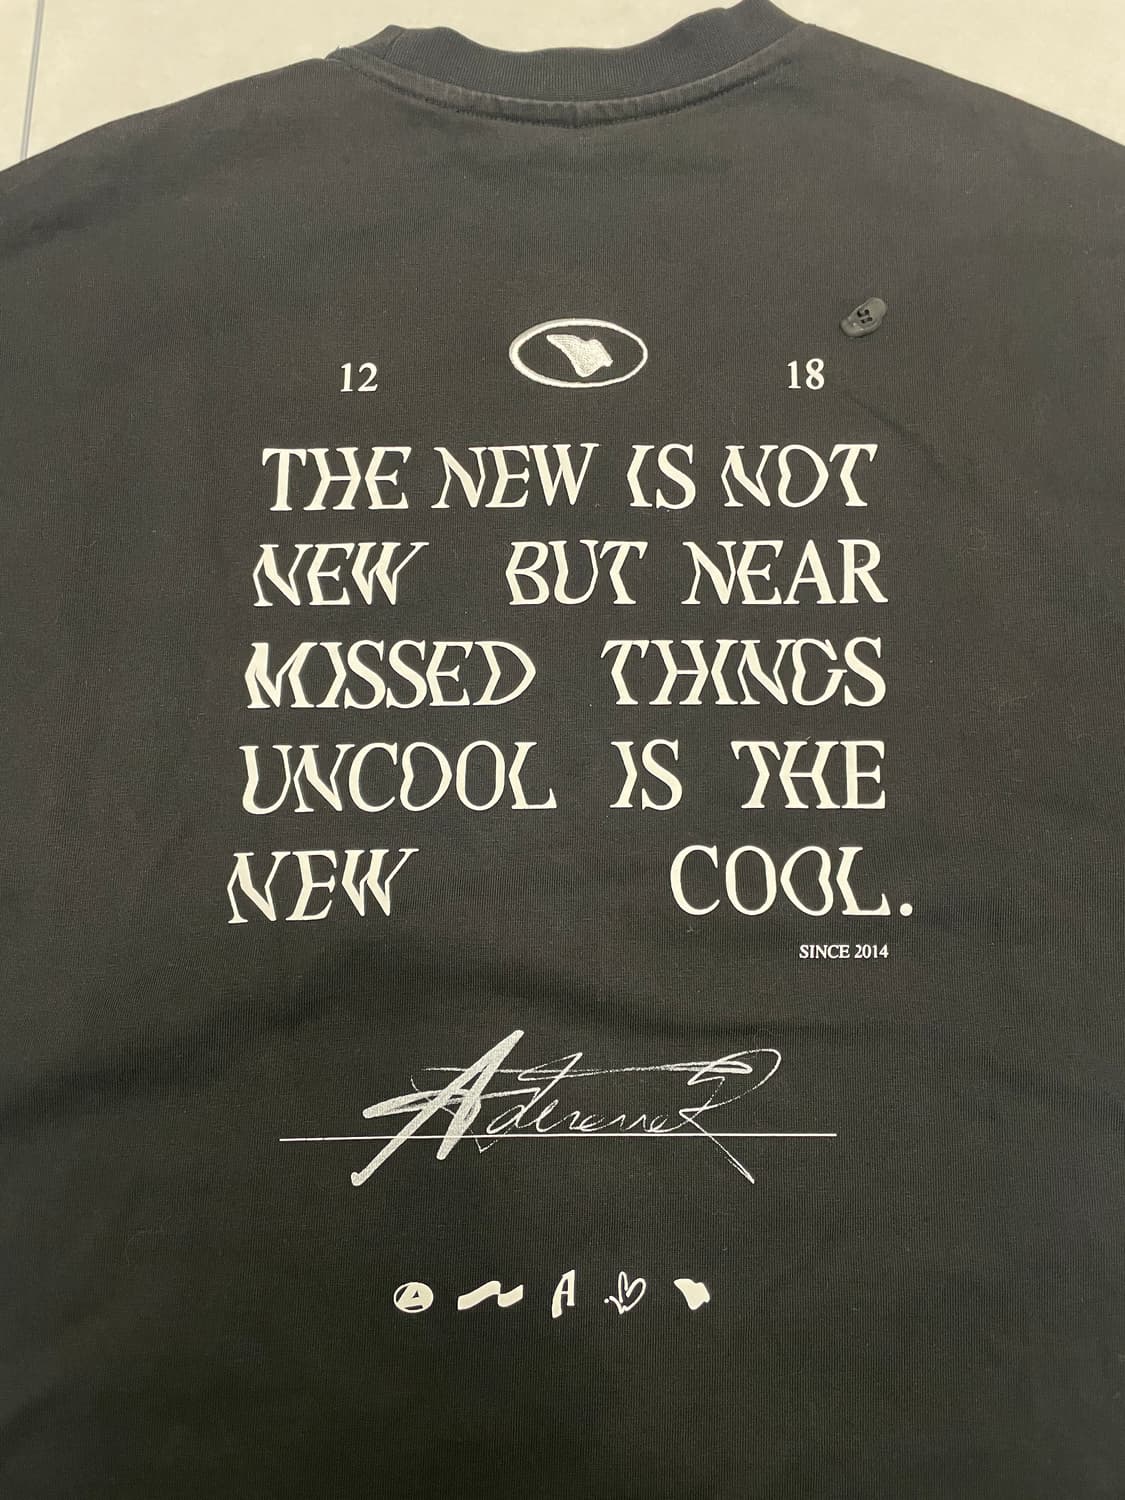 12 18
THE NEW IS NOT
NEW BUT NEAR
MISSED THINGS
UNCOOL IS THE
NEW COOL.
SINCE 2014
A